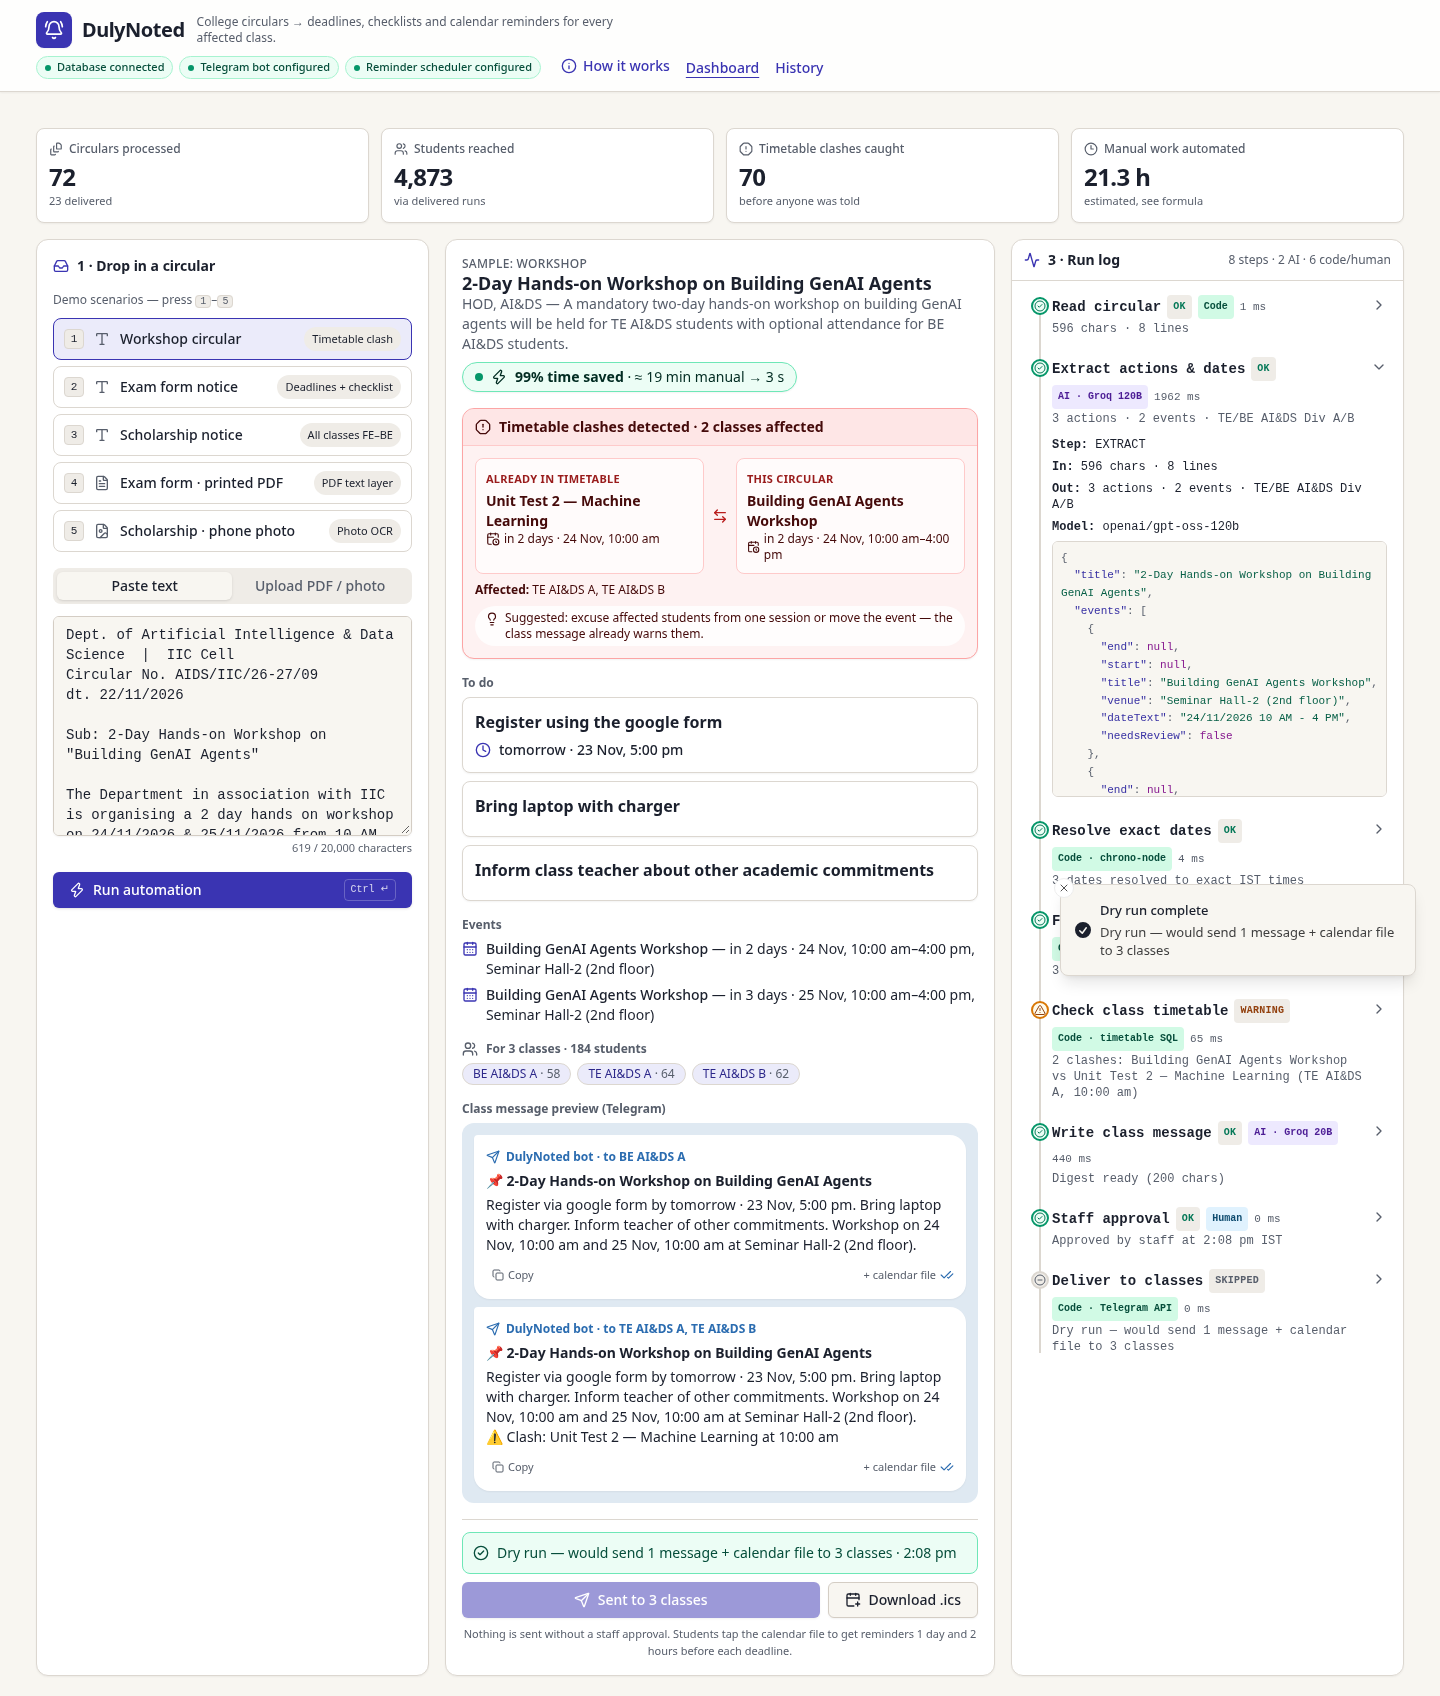 DulyNoted
College circulars → deadlines, checklists and calendar reminders for every
affected class.
Database connected
Telegram bot configured
Reminder scheduler configured
How it works
Dashboard
History
Circulars processed
72
23 delivered
Students reached
4,873
via delivered runs
Timetable clashes caught
70
before anyone was told
Manual work automated
21.3 h
estimated, see formula
1 · Drop in a circular
Demo scenarios — press 1–5
1 Workshop circular Timetable clash
2 Exam form notice Deadlines + checklist
3 Scholarship notice All classes FE–BE
4 Exam form · printed PDF PDF text layer
5 Scholarship · phone photo Photo OCR
Paste text
Upload PDF / photo
Dept. of Artificial Intelligence & Data
Science | IIC Cell
Circular No. AIDS/IIC/26-27/09
dt. 22/11/2026
Sub: 2-Day Hands-on Workshop on
"Building GenAI Agents"
The Department in association with IIC
is organising a 2 day hands on workshop
on 24/11/2026 & 25/11/2026 from 10 AM
619 / 20,000 characters
Run automation Ctrl ↵
SAMPLE: WORKSHOP
2-Day Hands-on Workshop on Building GenAI Agents
HOD, AI&DS — A mandatory two-day hands-on workshop on building GenAI
agents will be held for TE AI&DS students with optional attendance for BE
AI&DS students.
99% time saved · ≈ 19 min manual → 3 s
Timetable clashes detected · 2 classes affected
ALREADY IN TIMETABLE
Unit Test 2 — Machine
Learning
in 2 days · 24 Nov, 10:00 am
THIS CIRCULAR
Building GenAI Agents
Workshop
in 2 days · 24 Nov, 10:00 am–4:00
pm
Affected: TE AI&DS A, TE AI&DS B
Suggested: excuse affected students from one session or move the event — the
class message already warns them.
To do
Register using the google form
tomorrow · 23 Nov, 5:00 pm
Bring laptop with charger
Inform class teacher about other academic commitments
Events
Building GenAI Agents Workshop — in 2 days · 24 Nov, 10:00 am–4:00 pm,
Seminar Hall-2 (2nd floor)
Building GenAI Agents Workshop — in 3 days · 25 Nov, 10:00 am–4:00 pm,
Seminar Hall-2 (2nd floor)
For 3 classes · 184 students
BE AI&DS A · 58
TE AI&DS A · 64
TE AI&DS B · 62
Class message preview (Telegram)
DulyNoted bot · to BE AI&DS A
📌 2-Day Hands-on Workshop on Building GenAI Agents
Register via google form by tomorrow · 23 Nov, 5:00 pm. Bring laptop
with charger. Inform teacher of other commitments. Workshop on 24
Nov, 10:00 am and 25 Nov, 10:00 am at Seminar Hall-2 (2nd floor).
Copy
+ calendar file
DulyNoted bot · to TE AI&DS A, TE AI&DS B
📌 2-Day Hands-on Workshop on Building GenAI Agents
Register via google form by tomorrow · 23 Nov, 5:00 pm. Bring laptop
with charger. Inform teacher of other commitments. Workshop on 24
Nov, 10:00 am and 25 Nov, 10:00 am at Seminar Hall-2 (2nd floor).
⚠️ Clash: Unit Test 2 — Machine Learning at 10:00 am
Copy
+ calendar file
Dry run — would send 1 message + calendar file to 3 classes · 2:08 pm
Sent to 3 classes
Download .ics
Nothing is sent without a staff approval. Students tap the calendar file to get reminders 1 day and 2
hours before each deadline.
3 · Run log
8 steps · 2 AI · 6 code/human
Read circular OK Code 1 ms
596 chars · 8 lines
Extract actions & dates OK
AI · Groq 120B 1962 ms
3 actions · 2 events · TE/BE AI&DS Div A/B
Step: EXTRACT
In: 596 chars · 8 lines
Out: 3 actions · 2 events · TE/BE AI&DS Div
A/B
Model: openai/gpt-oss-120b
{
"title": "2-Day Hands-on Workshop on Building
GenAI Agents",
"events": [
{
"end": null,
"start": null,
"title": "Building GenAI Agents Workshop",
"venue": "Seminar Hall-2 (2nd floor)",
"dateText": "24/11/2026 10 AM - 4 PM",
"needsReview": false
},
{
"end": null,
Resolve exact dates OK
Code · chrono-node 4 ms
3 dates resolved to exact IST times
F
3
Dry run complete
Dry run — would send 1 message + calendar file
to 3 classes
Check class timetable WARNING
Code · timetable SQL 65 ms
2 clashes: Building GenAI Agents Workshop
vs Unit Test 2 — Machine Learning (TE AI&DS
A, 10:00 am)
Write class message OK AI · Groq 20B
440 ms
Digest ready (200 chars)
Staff approval OK Human 0 ms
Approved by staff at 2:08 pm IST
Deliver to classes SKIPPED
Code · Telegram API 0 ms
Dry run — would send 1 message + calendar
file to 3 classes